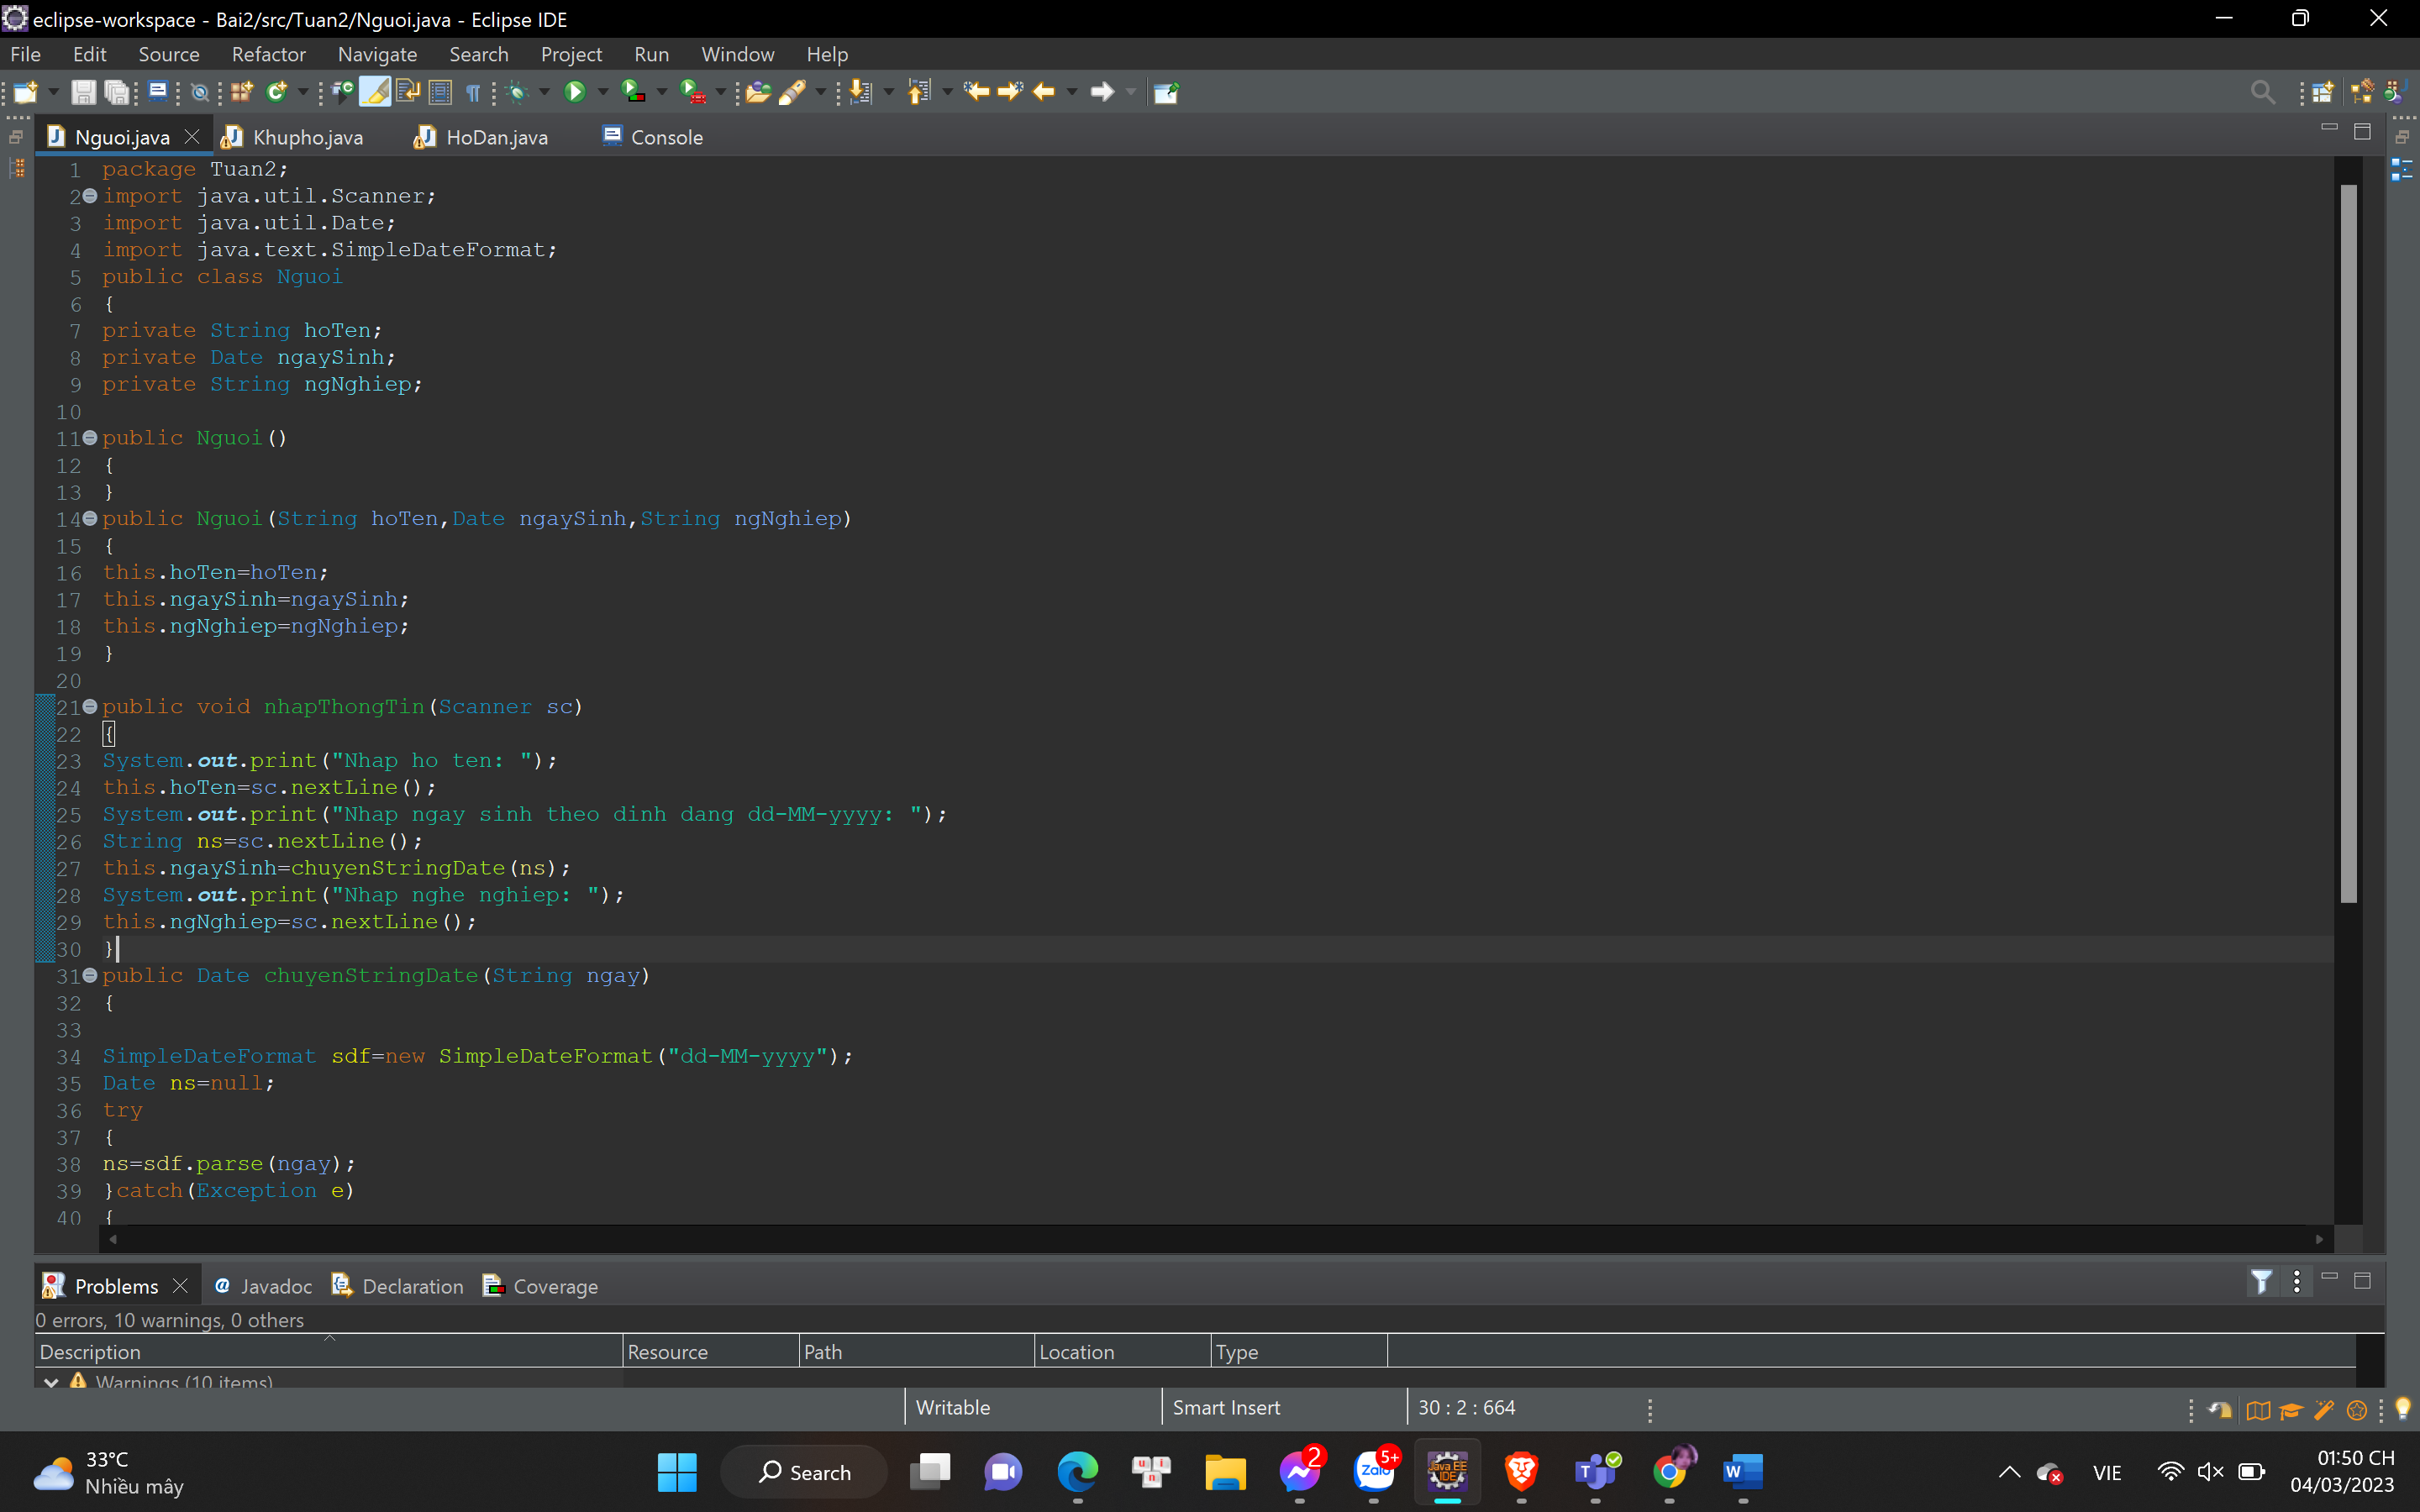 eclipse-workspace - Bai2/src/Tuan2/Nguoi.java - Eclipse IDE
File Edit Source Refactor Navigate Search Project Run Window Help
Nguoi.java Khupho.java HoDan.java Console
1 package Tuan2;
2 import java.util.Scanner;
3 import java.util.Date;
4 import java.text.SimpleDateFormat;
5 public class Nguoi
6 {
7 private String hoTen;
8 private Date ngaySinh;
9 private String ngNghiep;
10
11 public Nguoi()
12 {
13 }
14 public Nguoi(String hoTen,Date ngaySinh,String ngNghiep)
15 {
16 this.hoTen=hoTen;
17 this.ngaySinh=ngaySinh;
18 this.ngNghiep=ngNghiep;
19 }
20
21 public void nhapThongTin(Scanner sc)
22 {
23 System.out.print("Nhap ho ten: ");
24 this.hoTen=sc.nextLine();
25 System.out.print("Nhap ngay sinh theo dinh dang dd-MM-yyyy: ");
26 String ns=sc.nextLine();
27 this.ngaySinh=chuyenStringDate(ns);
28 System.out.print("Nhap nghe nghiep: ");
29 this.ngNghiep=sc.nextLine();
30 }
31 public Date chuyenStringDate(String ngay)
32 {
33
34 SimpleDateFormat sdf=new SimpleDateFormat("dd-MM-yyyy");
35 Date ns=null;
36 try
37 {
38 ns=sdf.parse(ngay);
39 }catch(Exception e)
40 {
Problems @ Javadoc Declaration Coverage
0 errors, 10 warnings, 0 others
Description Resource Path Location Type
Warnings (10 items)
Writable Smart Insert 30 : 2 : 664
33°C
Nhiều mây
Search
u n i n
2
Zalo 5+
Java EE IDE
T
W
VIE
01:50 CH
04/03/2023